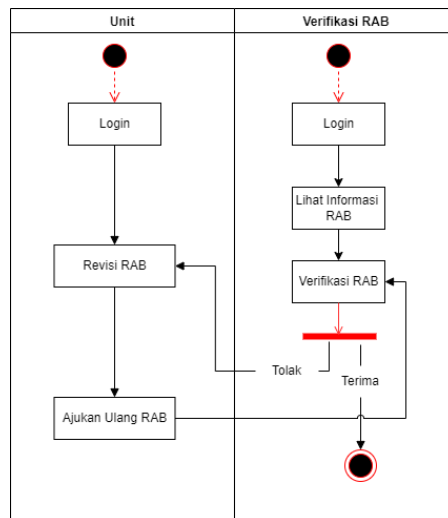 Unit
Verifikasi RAB
Login
Login
Lihat Informasi
RAB
Revisi RAB
Verifikasi RAB
Tolak
Terima
Ajukan Ulang RAB